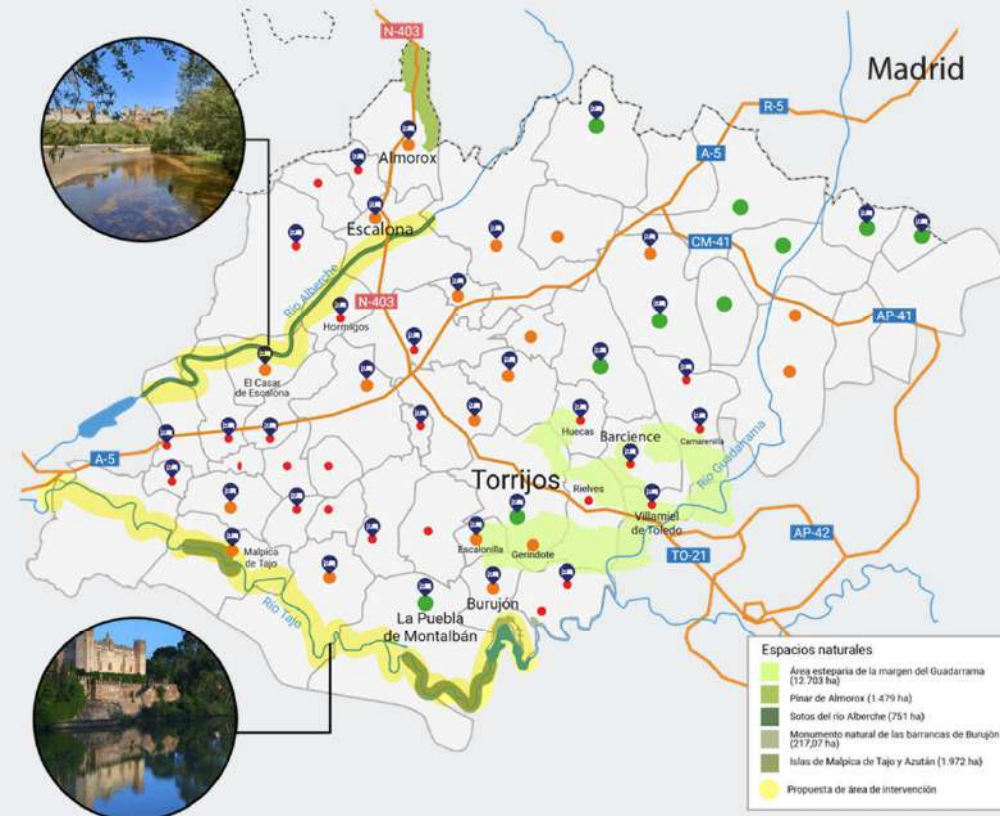 N-403
Madrid
R-5
A-5
Almorox
Escalona
CM-41
Río Alberche
N-403
AP-41
Hormigos
El Casar
de Escalona
Huecas
Barcience
Camarenilla
A-5
Río Guadarrama
Torrijos
Rielves
Villamiel
de Toledo
AP-42
TO-21
Escalonilla
Gerindote
Malpica
de Tajo
Río Tajo
Burujón
La Puebla
de Montalbán
Espacios naturales
Área esteparia de la margen del Guadarrama
(12.703 ha)
Pinar de Almorox (1.479 ha)
Sotos del río Alberche (751 ha)
Monumento natural de las barrancas de Burujón
(217,07 ha)
Islas de Malpica de Tajo y Azután (1.972 ha)
Propuesta de área de intervención